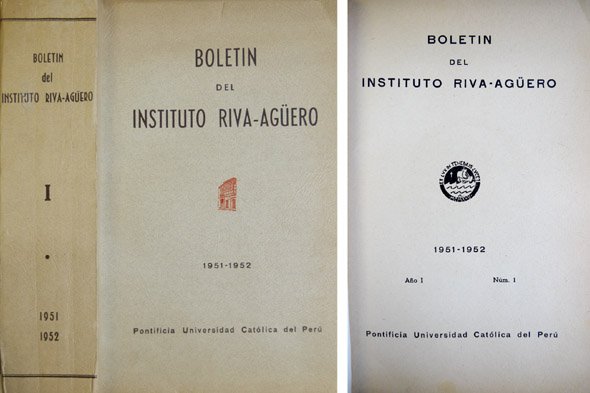 BOLETIN
del
INSTITUTO RIVA-AGÜERO
I
1951
1952
BOLETIN
DEL
INSTITUTO RIVA-AGÜERO
1951-1952
Pontificia Universidad Católica del Perú
BOLETIN
DEL
INSTITUTO RIVA-AGÜERO
1951-1952
Año I Núm. 1
Pontificia Universidad Católica del Perú